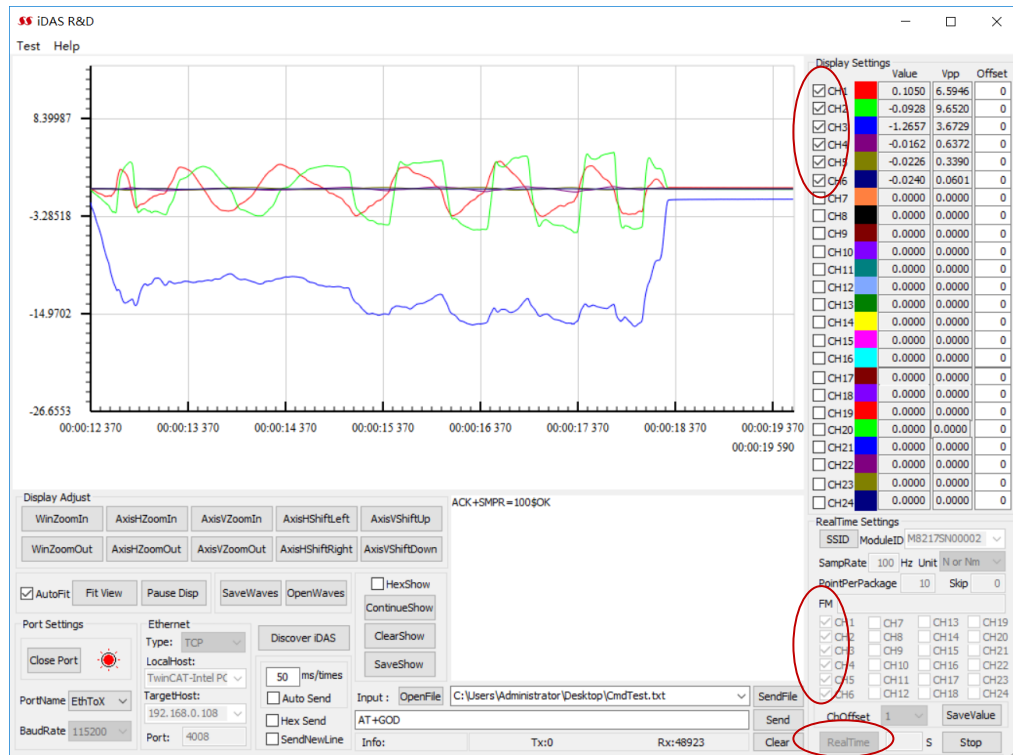 iDAS R&D
Test Help
8.39987
-3.28518
-14.9702
-26.6553
00:00:12 370 00:00:13 370 00:00:14 370 00:00:15 370 00:00:16 370 00:00:17 370 00:00:18 370 00:00:19 370
00:00:19 590
Display Settings
Value Vpp Offset
CH1 0.1050 6.5946 0
CH2 -0.0928 9.6520 0
CH3 -1.2657 3.6729 0
CH4 -0.0162 0.6372 0
CH5 -0.0226 0.3390 0
CH6 -0.0240 0.0601 0
CH7 0.0000 0.0000 0
CH8 0.0000 0.0000 0
CH9 0.0000 0.0000 0
CH10 0.0000 0.0000 0
CH11 0.0000 0.0000 0
CH12 0.0000 0.0000 0
CH13 0.0000 0.0000 0
CH14 0.0000 0.0000 0
CH15 0.0000 0.0000 0
CH16 0.0000 0.0000 0
CH17 0.0000 0.0000 0
CH18 0.0000 0.0000 0
CH19 0.0000 0.0000 0
CH20 0.0000 0.0000 0
CH21 0.0000 0.0000 0
CH22 0.0000 0.0000 0
CH23 0.0000 0.0000 0
CH24 0.0000 0.0000 0
Display Adjust
WinZoomIn AxisHZoomIn AxisVZoomIn AxisHShiftLeft AxisVShiftUp
WinZoomOut AxisHZoomOut AxisVZoomOut AxisHShiftRight AxisVShiftDown
AutoFit Fit View Pause Disp SaveWaves OpenWaves
HexShow
ContinueShow
ClearShow
SaveShow
ACK+SMPR=100$OK
Port Settings
Close Port
PortName EthToX
BaudRate 115200
Ethernet
Type: TCP
LocalHost:
TwinCAT-Intel PC
TargetHost:
192.168.0.108
Port: 4008
Discover iDAS
50 ms/times
Auto Send
Hex Send
SendNewLine
Input : OpenFile C:\Users\Administrator\Desktop\CmdTest.txt SendFile
AT+GOD Send
Info: Tx:0 Rx:48923 Clear
RealTime Settings
SSID ModuleID M8217SN00002
SampRate 100 Hz Unit N or Nm
PointPerPackage 10 Skip 0
FM
CH1 CH7 CH13 CH19
CH2 CH8 CH14 CH20
CH3 CH9 CH15 CH21
CH4 CH10 CH16 CH22
CH5 CH11 CH17 CH23
CH6 CH12 CH18 CH24
ChOffset 1 SaveValue
RealTime S Stop